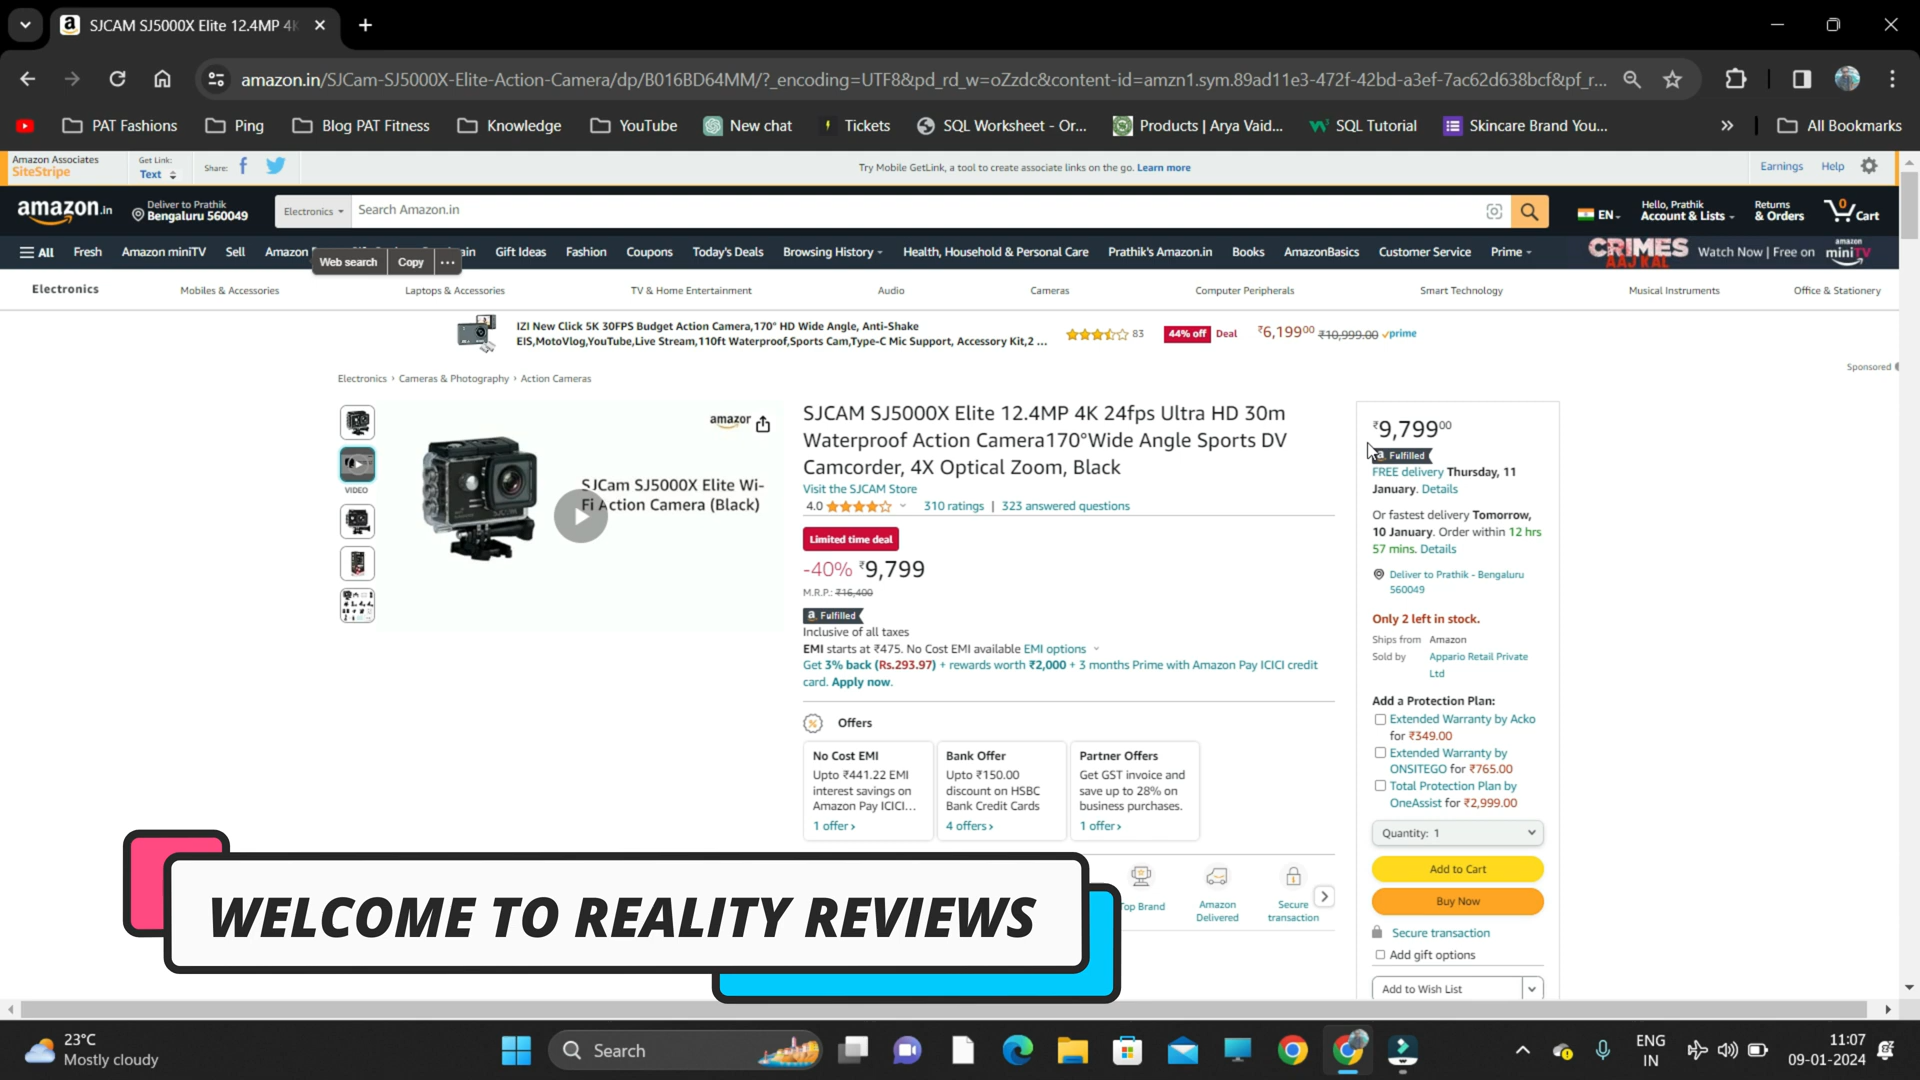 SJCAM SJ5000X Elite 12.4MP 4K
amazon.in/SJCam-SJ5000X-Elite-Action-Camera/dp/B016BD64MM/?_encoding=UTF8&pd_rd_w=oZzdc&content-id=amzn1.sym.89ad11e3-472f-42bd-a3ef-7ac62d638bcf&pf_r...
PAT Fashions
Ping
Blog PAT Fitness
Knowledge
YouTube
New chat
Tickets
SQL Worksheet - Or...
Products | Arya Vaid...
SQL Tutorial
Skincare Brand You...
All Bookmarks
Amazon Associates
SiteStripe
Get Link:
Text
Share:
Try Mobile GetLink, a tool to create associate links on the go. Learn more
Earnings
Help
amazon.in
Deliver to Prathik
Bengaluru 560049
Electronics
Search Amazon.in
EN
Hello, Prathik
Account & Lists
Returns
& Orders
0
Cart
All
Fresh
Amazon miniTV
Sell
Amazon
Gift Ideas
Fashion
Coupons
Today's Deals
Browsing History
Health, Household & Personal Care
Prathik's Amazon.in
Books
AmazonBasics
Customer Service
Prime
CRIMES
AAJ KAL
Watch Now | Free on
amazon
miniTV
Web search
Copy
Electronics
Mobiles & Accessories
Laptops & Accessories
TV & Home Entertainment
Audio
Cameras
Computer Peripherals
Smart Technology
Musical Instruments
Office & Stationery
IZI New Click 5K 30FPS Budget Action Camera,170° HD Wide Angle, Anti-Shake
EIS,MotoVlog,YouTube,Live Stream,110ft Waterproof,Sports Cam,Type-C Mic Support, Accessory Kit,2 ...
83
44% off
Deal
₹6,19900
₹10,999.00
prime
Sponsored
Electronics › Cameras & Photography › Action Cameras
VIDEO
amazon
SJCam SJ5000X Elite Wi-
Fi Action Camera (Black)
SJCAM SJ5000X Elite 12.4MP 4K 24fps Ultra HD 30m
Waterproof Action Camera170°Wide Angle Sports DV
Camcorder, 4X Optical Zoom, Black
Visit the SJCAM Store
4.0
310 ratings | 323 answered questions
Limited time deal
-40% ₹9,799
M.R.P.: ₹16,400
a Fulfilled
Inclusive of all taxes
EMI starts at ₹475. No Cost EMI available EMI options
Get 3% back (Rs.293.97) + rewards worth ₹2,000 + 3 months Prime with Amazon Pay ICICI credit
card. Apply now.
Offers
No Cost EMI
Upto ₹441.22 EMI
interest savings on
Amazon Pay ICICI...
1 offer ›
Bank Offer
Upto ₹150.00
discount on HSBC
Bank Credit Cards
4 offers ›
Partner Offers
Get GST invoice and
save up to 28% on
business purchases.
1 offer ›
Top Brand
Amazon
Delivered
Secure
transaction
₹9,79900
a Fulfilled
FREE delivery Thursday, 11
January. Details
Or fastest delivery Tomorrow,
10 January. Order within 12 hrs
57 mins. Details
Deliver to Prathik - Bengaluru
560049
Only 2 left in stock.
Ships from Amazon
Sold by Appario Retail Private
Ltd
Add a Protection Plan:
Extended Warranty by Acko
for ₹349.00
Extended Warranty by
ONSITEGO for ₹765.00
Total Protection Plan by
OneAssist for ₹2,999.00
Quantity: 1
Add to Cart
Buy Now
Secure transaction
Add gift options
Add to Wish List
WELCOME TO REALITY REVIEWS
23°C
Mostly cloudy
Search
ENG
IN
11:07
09-01-2024